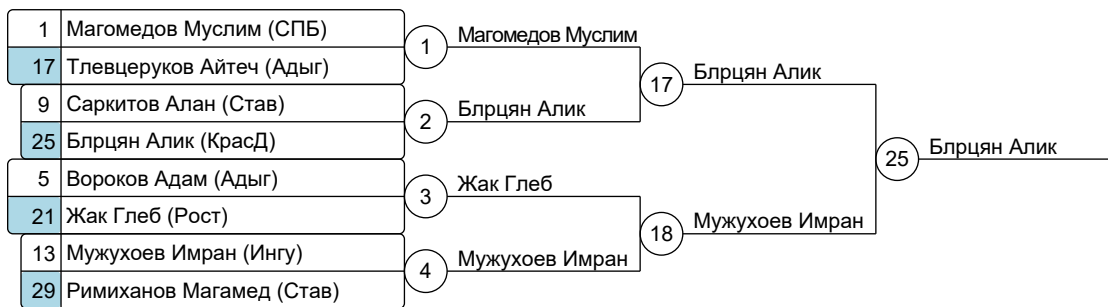 1 Магомедов Муслим (СПБ)
17 Тлевцеруков Айтеч (Адыг)
1
Магомедов Муслим
9 Саркитов Алан (Став)
25 Блрцян Алик (КрасД)
2
Блрцян Алик
17
Блрцян Алик
5 Вороков Адам (Адыг)
21 Жак Глеб (Рост)
3
Жак Глеб
13 Мужухоев Имран (Ингу)
29 Римиханов Магамед (Став)
4
Мужухоев Имран
18
Мужухоев Имран
25
Блрцян Алик